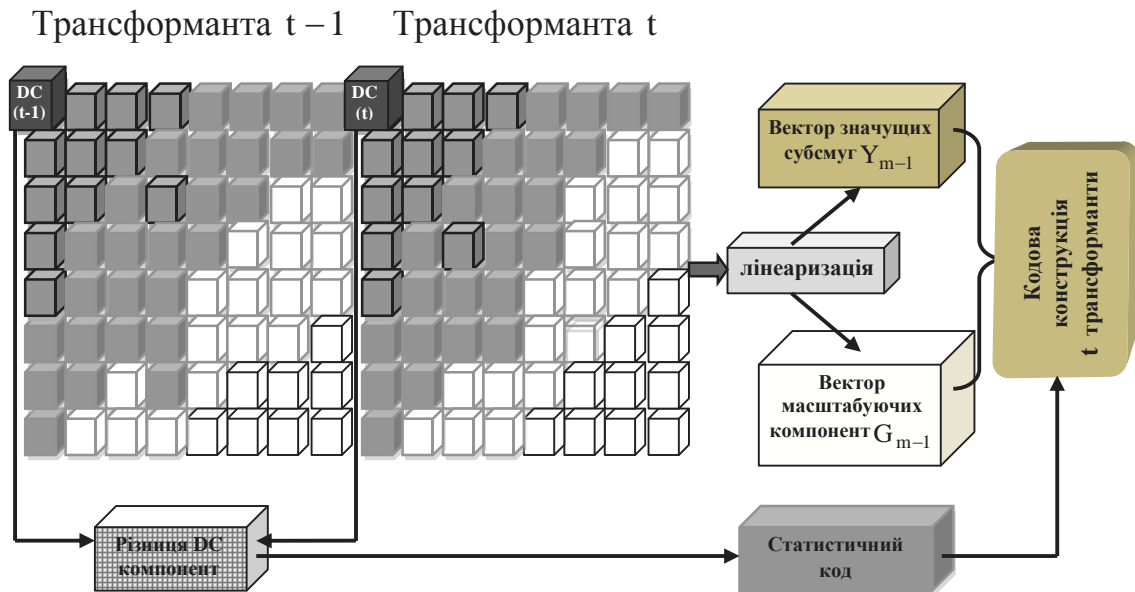 Трансформанта t – 1
Трансформанта t
DC
(t-1)
DC
(t)
Вектор значущих
субсмуг Y m–1
лінеаризація
Вектор
масштабуючих
компонент G m–1
Кодова
конструкція
t трансформанти
Різниця DC
компонент
Статистичний
код